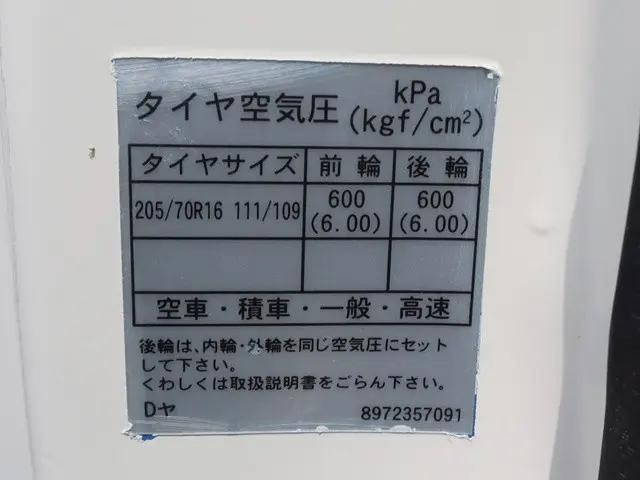 タイヤ空気圧 kPa (kgf/cm²)
タイヤサイズ 前輪 後輪
205/70R16 111/109 600 (6.00) 600 (6.00)
空車・積車・一般・高速
後輪は、内輪・外輪を同じ空気圧にセット
して下さい。
くわしくは取扱説明書をごらん下さい。
Dヤ 8972357091